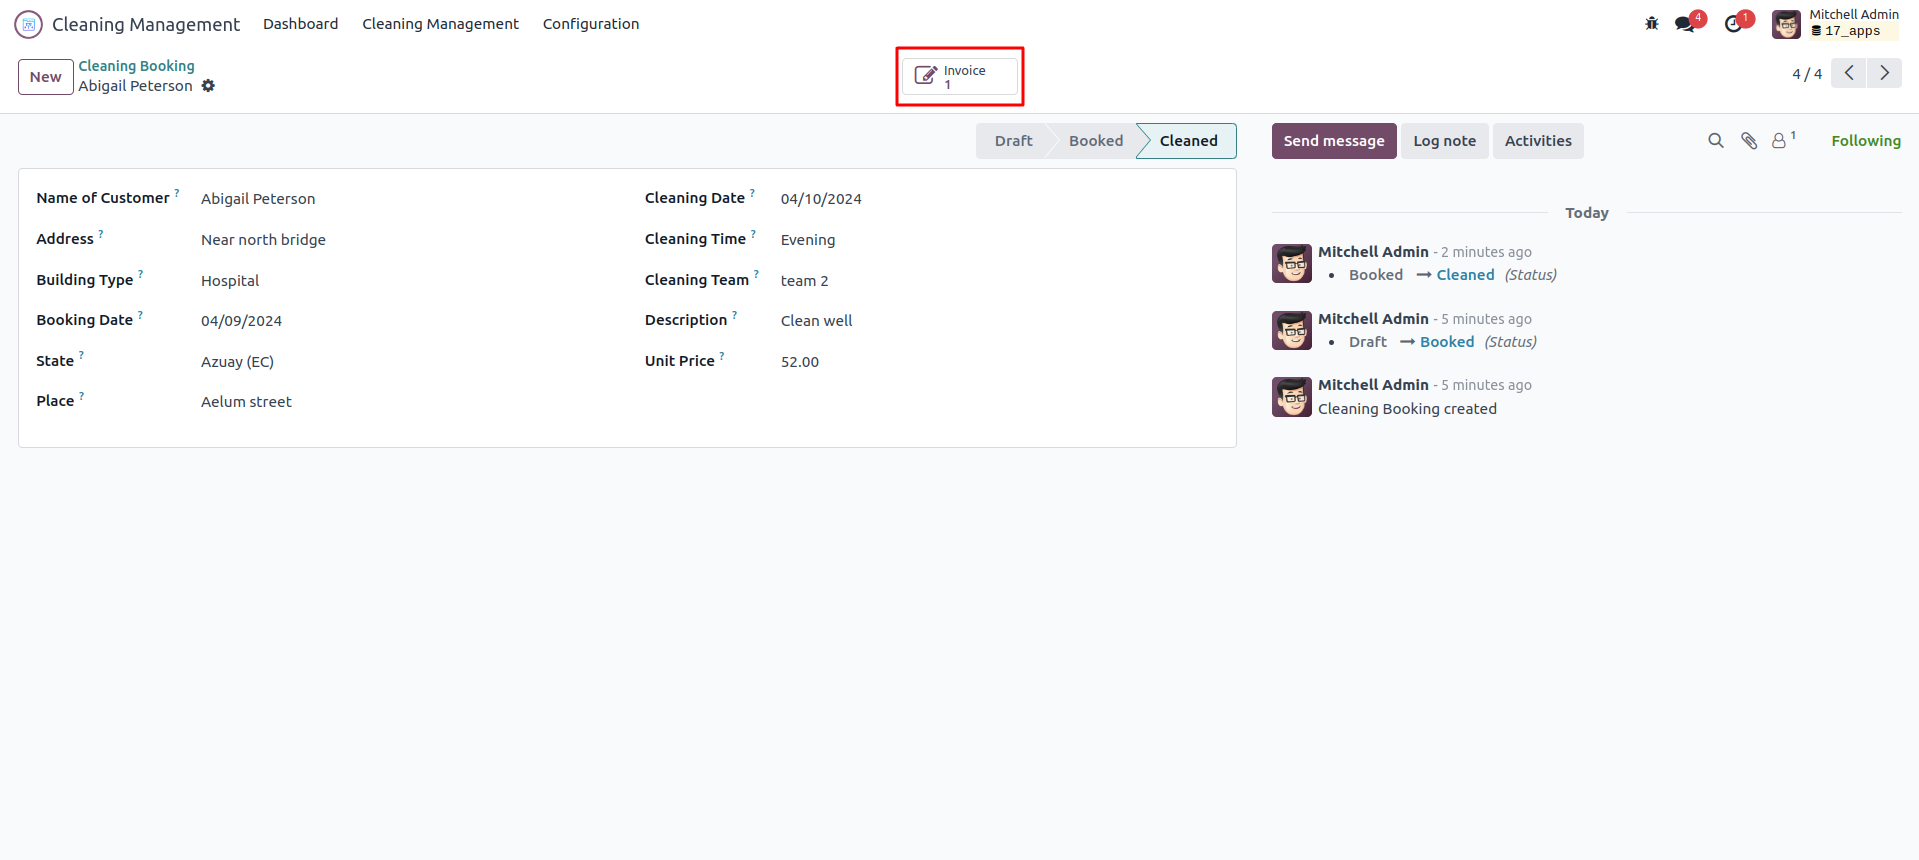 Cleaning Management Dashboard Cleaning Management Configuration 4 1 Mitchell Admin
17_apps
New Cleaning Booking
Abigail Peterson
Invoice
1
4 / 4
Draft Booked Cleaned
Send message Log note Activities 1 Following
Name of Customer ? Abigail Peterson
Address ? Near north bridge
Building Type ? Hospital
Booking Date ? 04/09/2024
State ? Azuay (EC)
Place ? Aelum street
Cleaning Date ? 04/10/2024
Cleaning Time ? Evening
Cleaning Team ? team 2
Description ? Clean well
Unit Price ? 52.00
Today
Mitchell Admin - 2 minutes ago
• Booked → Cleaned (Status)
Mitchell Admin - 5 minutes ago
• Draft → Booked (Status)
Mitchell Admin - 5 minutes ago
Cleaning Booking created